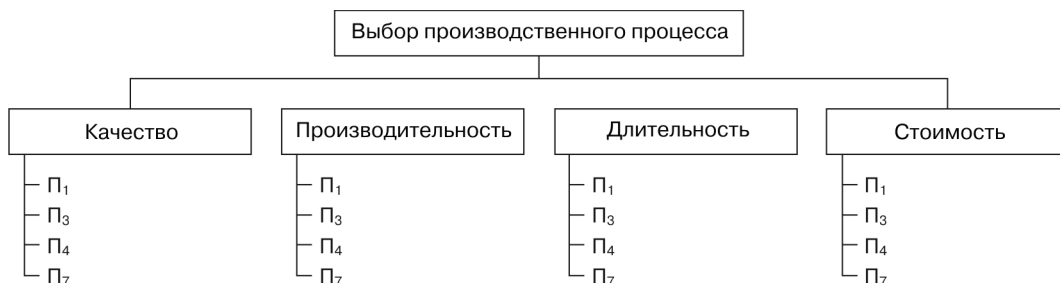 Выбор производственного процесса
Качество
Производительность
Длительность
Стоимость
П₁
П₃
П₄
П₇
П₁
П₃
П₄
П₇
П₁
П₃
П₄
П₇
П₁
П₃
П₄
П₇